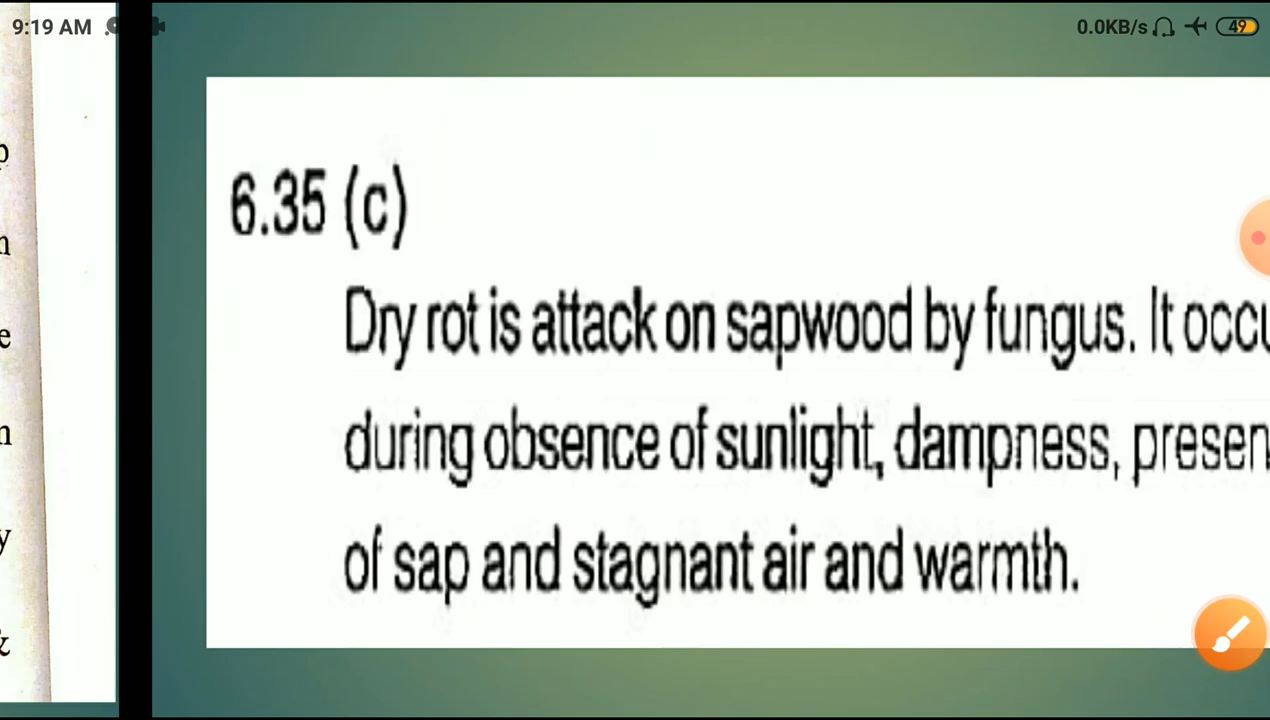 9:19 AM
0.0KB/s
49
6.35 (c)
Dry rot is attack on sapwood by fungus. It occu
during obsence of sunlight, dampness, presen
of sap and stagnant air and warmth.
n
e
n
y
&